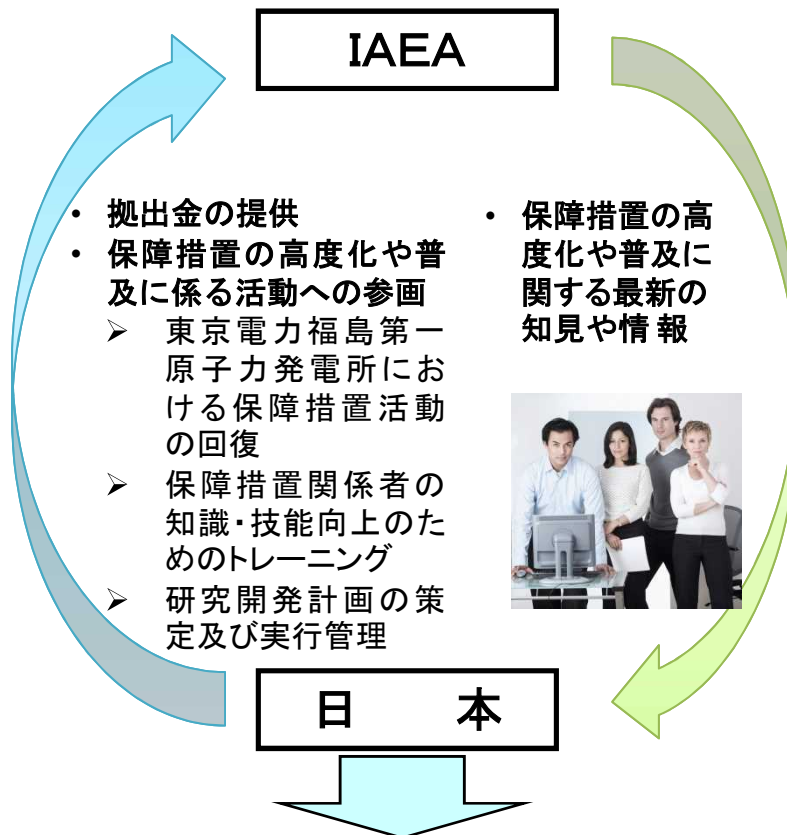 IAEA
• 拠出金の提供
• 保障措置の高度化や普
及に係る活動への参画
➢ 東京電力福島第一
原子力発電所にお
ける保障措置活動
の回復
➢ 保障措置関係者の
知識・技能向上のた
めのトレーニング
➢ 研究開発計画の策
定及び実行管理
• 保障措置の高
度化や普及に
関する最新の
知見や情報
日 本